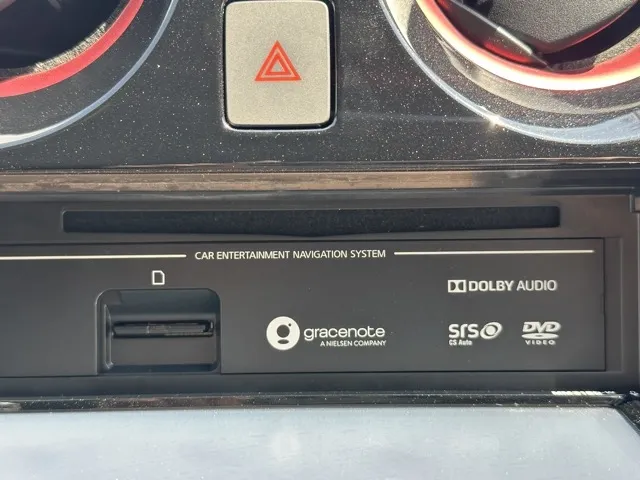 CAR ENTERTAINMENT NAVIGATION SYSTEM
DOLBY AUDIO
gracenote
A NIELSEN COMPANY
SRS
CS Auto
DVD
VIDEO